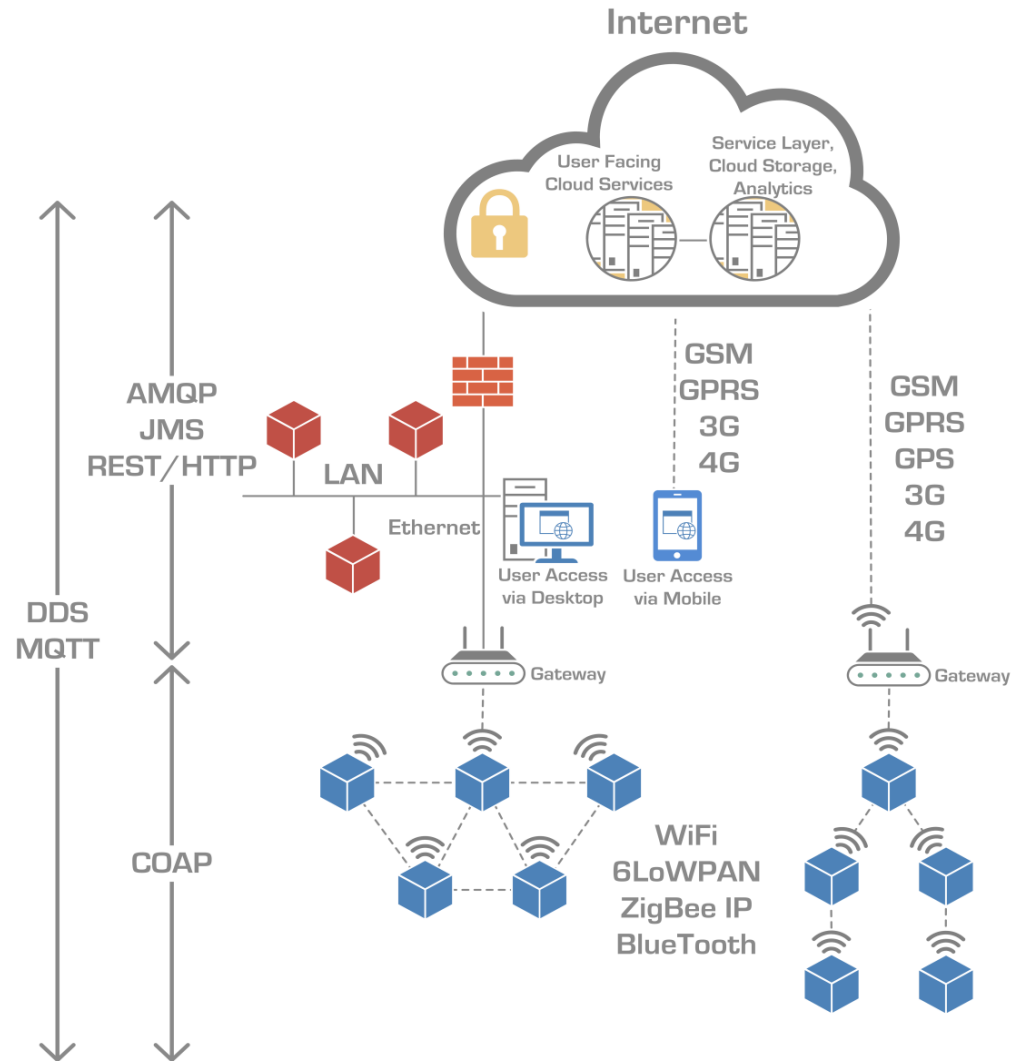 Internet
User Facing
Cloud Services
Service Layer,
Cloud Storage,
Analytics
AMQP
JMS
REST/HTTP
DDS
MQTT
COAP
LAN
Ethernet
User Access
via Desktop
GSM
GPRS
3G
4G
User Access
via Mobile
GSM
GPRS
GPS
3G
4G
Gateway
Gateway
WiFi
6LoWPAN
ZigBee IP
BlueTooth